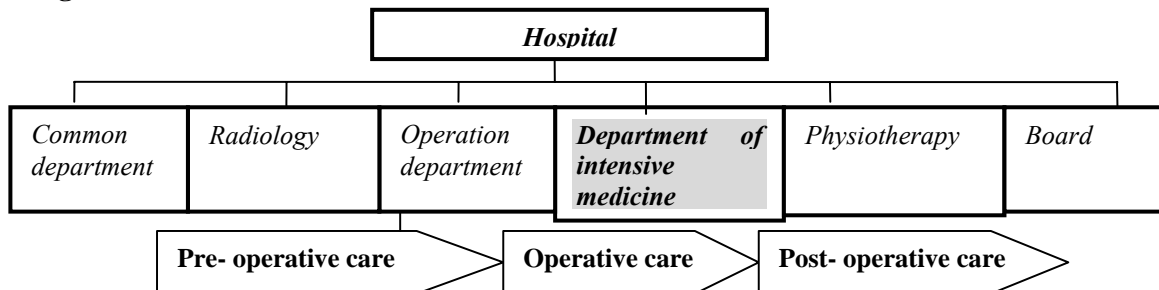 Hospital
Common department
Radiology
Operation department
Department of intensive medicine
Physiotherapy
Board
Pre- operative care
Operative care
Post- operative care